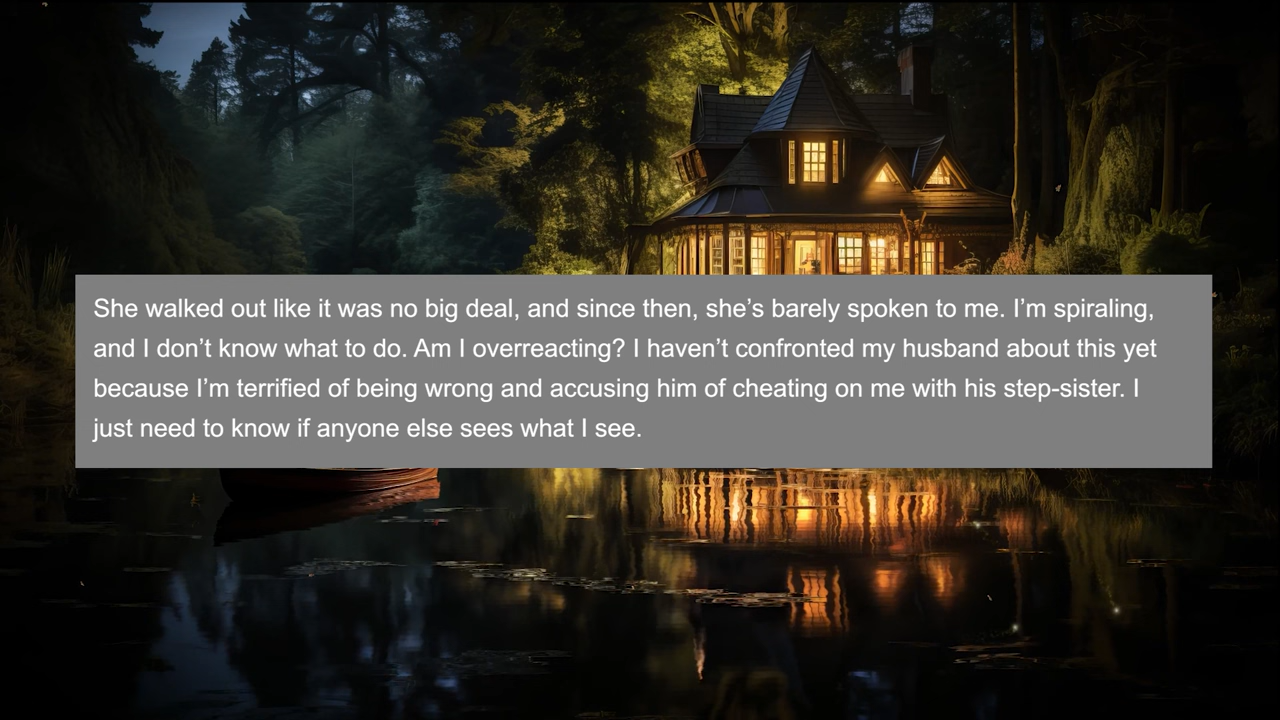 She walked out like it was no big deal, and since then, she’s barely spoken to me. I’m spiraling,
and I don’t know what to do. Am I overreacting? I haven’t confronted my husband about this yet
because I’m terrified of being wrong and accusing him of cheating on me with his step-sister. I
just need to know if anyone else sees what I see.